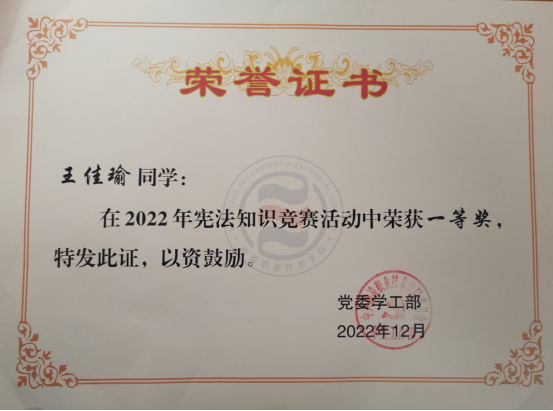 荣誉证书
王佳瑜同学：
在2022年宪法知识竞赛活动中荣获一等奖，
特发此证，以资鼓励。
党委学工部
2022年12月